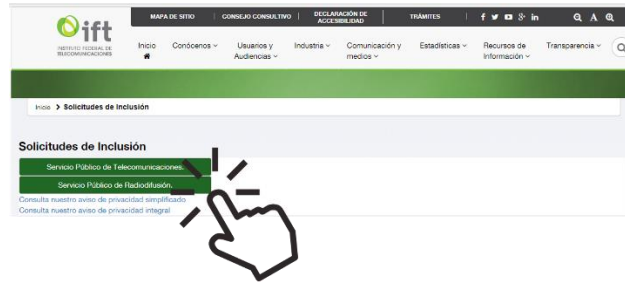 MAPA DE SITIO
CONSEJO CONSULTIVO
DECLARACIÓN DE
ACCESIBILIDAD
TRÁMITES
ift
INSTITUTO FEDERAL DE
TELECOMUNICACIONES
Inicio
Conócenos
Usuarios y
Audiencias
Industria
Comunicación y
medios
Estadísticas
Recursos de
Información
Transparencia
Inicio > Solicitudes de Inclusión
Solicitudes de Inclusión
Servicio Público de Telecomunicaciones.
Servicio Público de Radiodifusión.
Consulta nuestro aviso de privacidad simplificado
Consulta nuestro aviso de privacidad integral